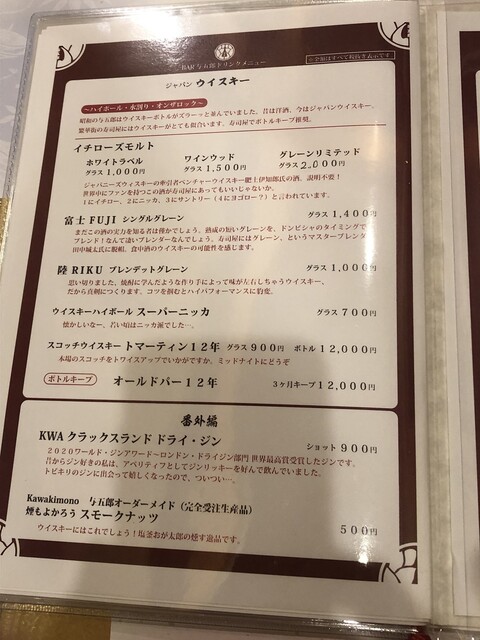 BAR 与五郎ドリンクメニュー
※金額はすべて税抜き表示です
ジャパン ウイスキー
～ハイボール・水割り・オンザロック～
昭和の与五郎はウイスキーボトルがズラーッと並んでいました。昔は洋酒、今はジャパンウイスキー。
繁華街の寿司屋にはウイスキーがとても似合います。寿司屋でボトルキープ推奨。
イチローズモルト
ホワイトラベル ワインウッド グレーンリミテッド
グラス1,000円 グラス1,500円 グラス2,000円
ジャパニーズウィスキーの牽引者ベンチャーウイスキー肥土伊知郎氏の酒、説明不要！
世界中にファンを持つこの酒が寿司屋にあってもいいじゃないか。
1にイチロー、2にニッカ、3にサントリー（4にヨゴロー？）と言われています。
富士 FUJI シングルグレーン グラス 1,400円
まだこの酒の実力を知る者は僅かでしょう。熟成の短いグレーンを、ドンピシャのタイミングで
ブレンド！なんて凄いブレンダーなんでしょう。寿司屋にはグレーン、というマスターブレンダー
田中城太氏に脱帽。食中酒のウイスキーの可能性を感じます。
陸 RIKU ブレンデットグレーン グラス 1,000円
思い切りました、焼酎に学んだような作り手によって味が左右しちゃうウイスキー、
だから真剣につくります。コツを掴むとハイパフォーマンスに豹変。
ウイスキーハイボール スーパーニッカ グラス 700円
懐かしいなー、若い頃はニッカ派でした…。
スコッチウイスキー トマーティン12年 グラス 900円 ボトル 12,000円
本場のスコッチをトワイスアップでいかがですか。ミッドナイトにどうぞ
ボトルキープ オールドパー12年 3ヶ月キープ 12,000円
番外編
KWA クラックスランド ドライ・ジン ショット 900円
2020ワールド・ジンアワード～ロンドン・ドライジン部門 世界最高賞受賞したジンです。
昔からジン好きの私は、アペリティフとしてジンリッキーを好んで飲んでいました。
トビキリのジンに出会って嬉しくなったので、ついつい…。
Kawakimono 与五郎オーダーメイド（完全受注生産品）
煙もよかろう スモークナッツ 500円
ウイスキーにはこれでしょう！塩釜おが太郎の燻す逸品です。